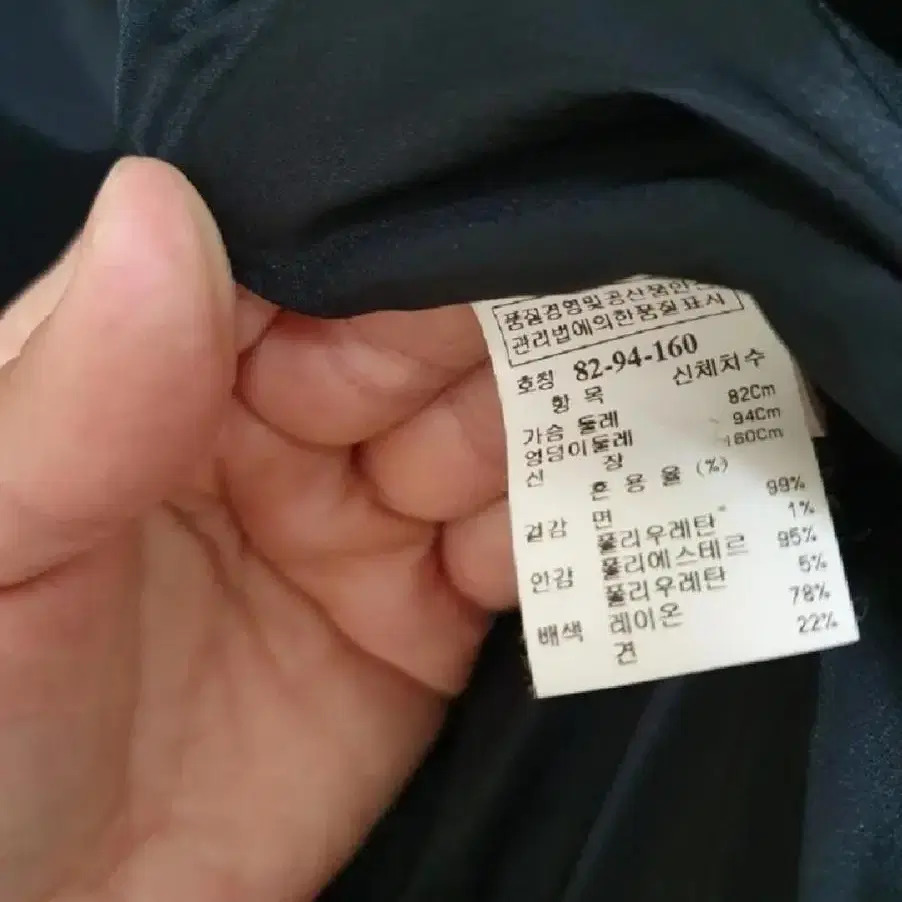 품질경영및공산품안전
관리법에의한품질표시
호칭 82-94-160
항 목 신체치수
가슴 둘레 82Cm
엉덩이둘레 94Cm
신 장 160Cm
혼 용 율 (%)
겉감 면 99%
폴리우레탄 1%
안감 폴리에스테르 95%
폴리우레탄 5%
배색 레이온 78%
견 22%